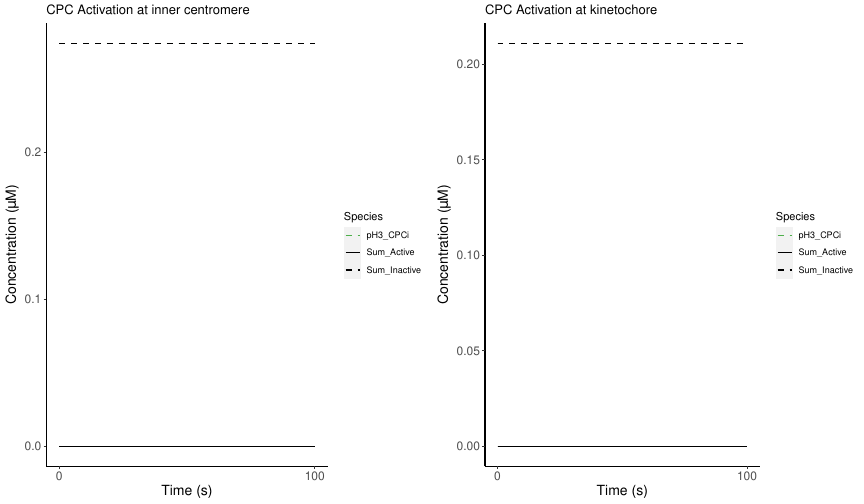 CPC Activation at inner centromere
Concentration (µM)
0.2
0.1
0.0
0
100
Time (s)
Species
pH3_CPCi
Sum_Active
Sum_Inactive
CPC Activation at kinetochore
Concentration (µM)
0.20
0.15
0.10
0.05
0.00
0
100
Time (s)
Species
pH3_CPCi
Sum_Active
Sum_Inactive